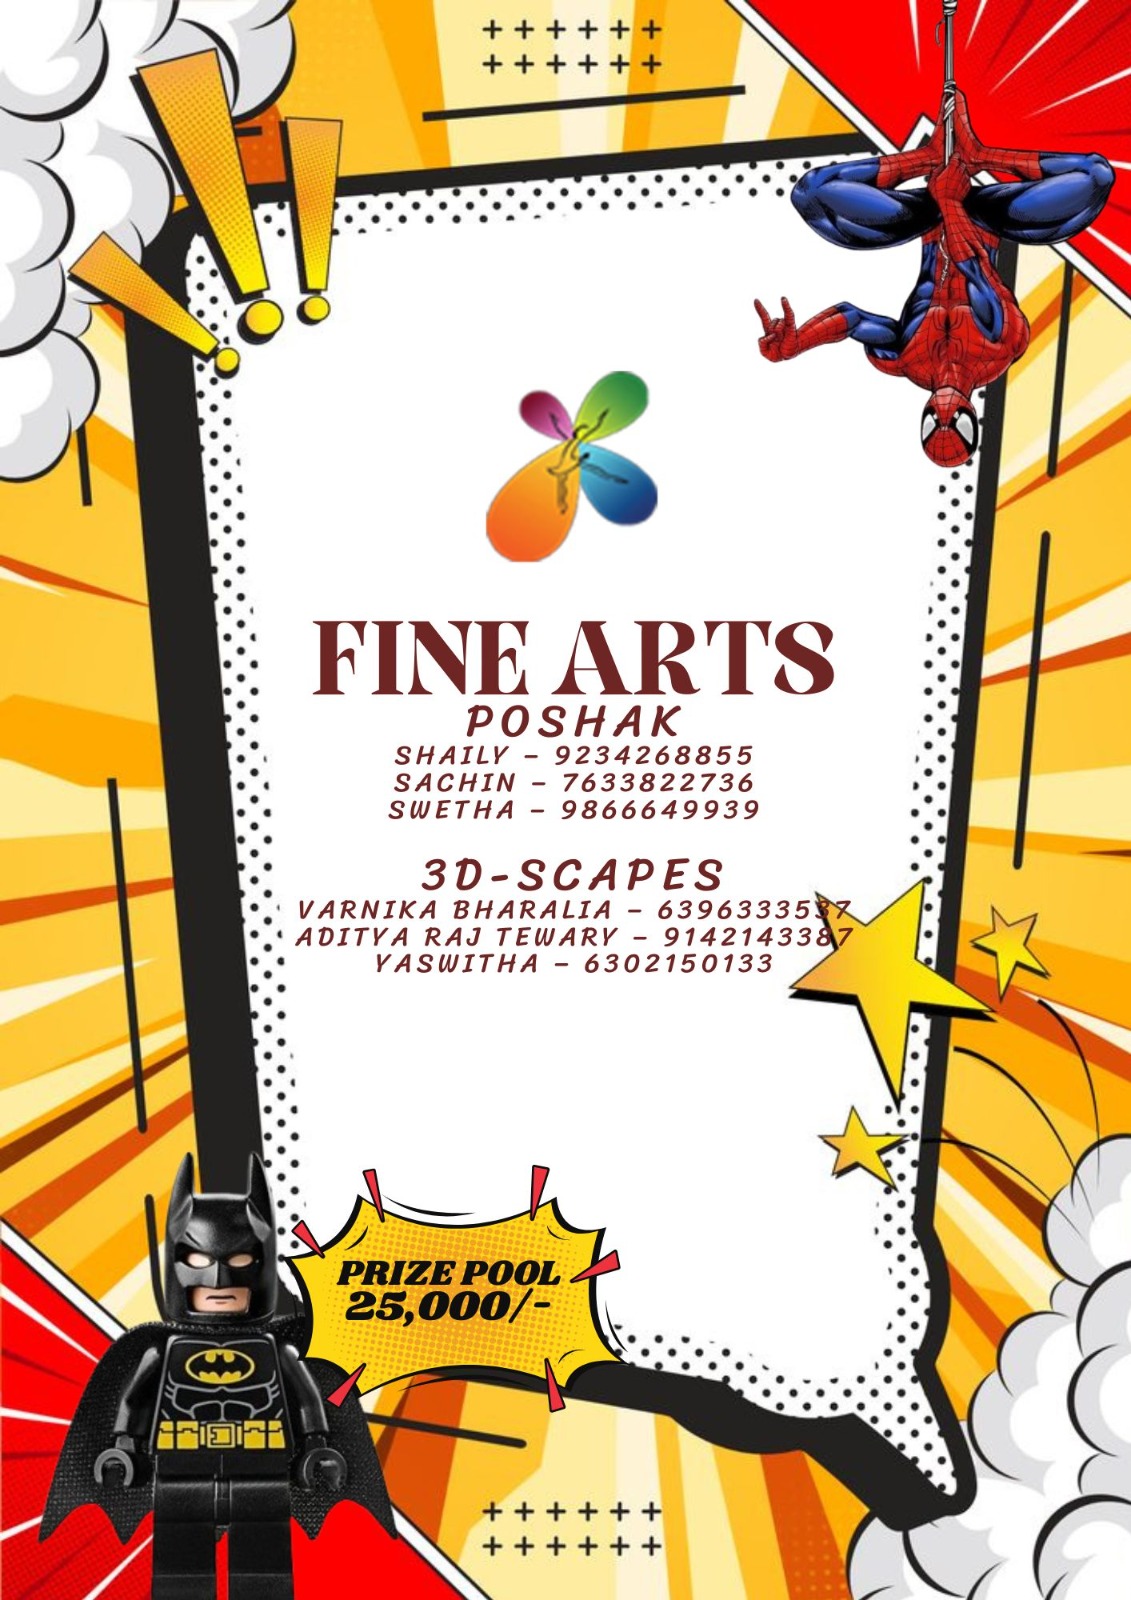 FINE ARTS
POSHAK
SHAILY - 9234268855
SACHIN - 7633822736
SWETHA - 9866649939
3D-SCAPES
VARNIKA BHARALIA - 6396333537
ADITYA RAJ TEWARY - 9142143387
YASWITHA - 6302150133
PRIZE POOL
25,000/-